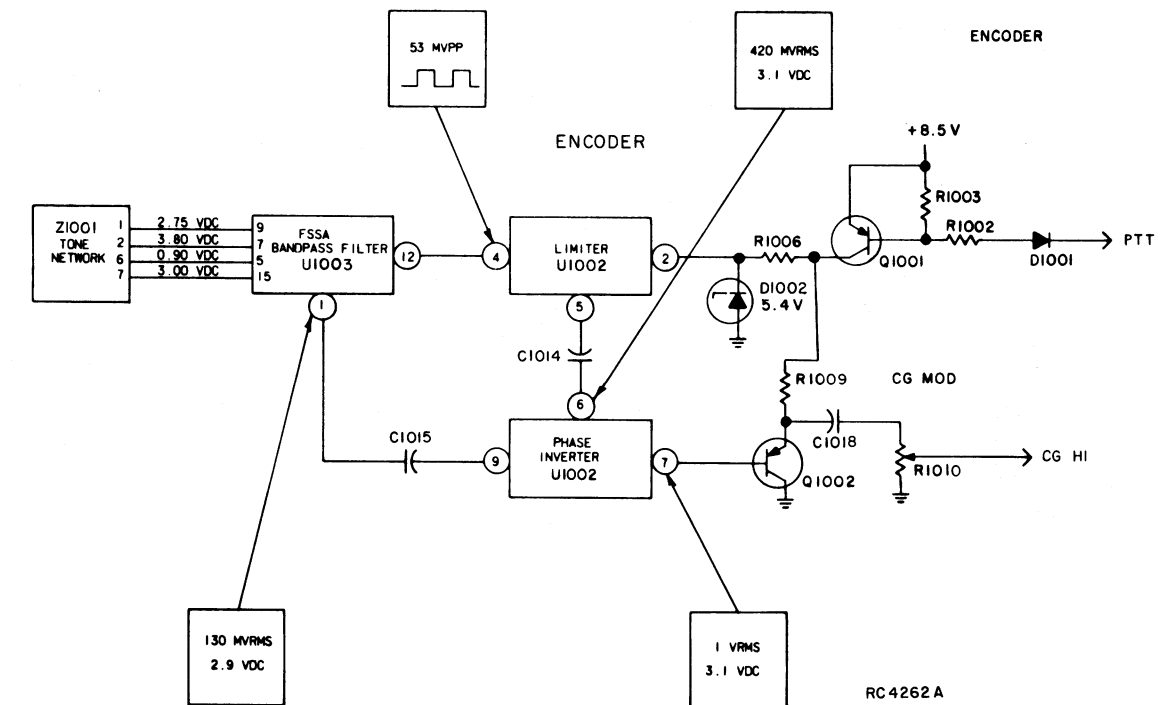 53 MVPP
420 MVRMS
3.1 VDC
ENCODER
ENCODER
+8.5V
R1003
R1002
D1001
PTT
Q1001
Z1001
TONE
NETWORK
1
2
6
7
2.75 VDC
3.80 VDC
0.90 VDC
3.00 VDC
9
7
5
15
FSSA
BANDPASS FILTER
U1003
12
1
4
LIMITER
U1002
2
5
R1006
D1002
5.4V
C1014
6
R1009
CG MOD
C1018
R1010
CG HI
Q1002
C1015
9
PHASE
INVERTER
U1002
7
130 MVRMS
2.9 VDC
1 VRMS
3.1 VDC
RC4262A